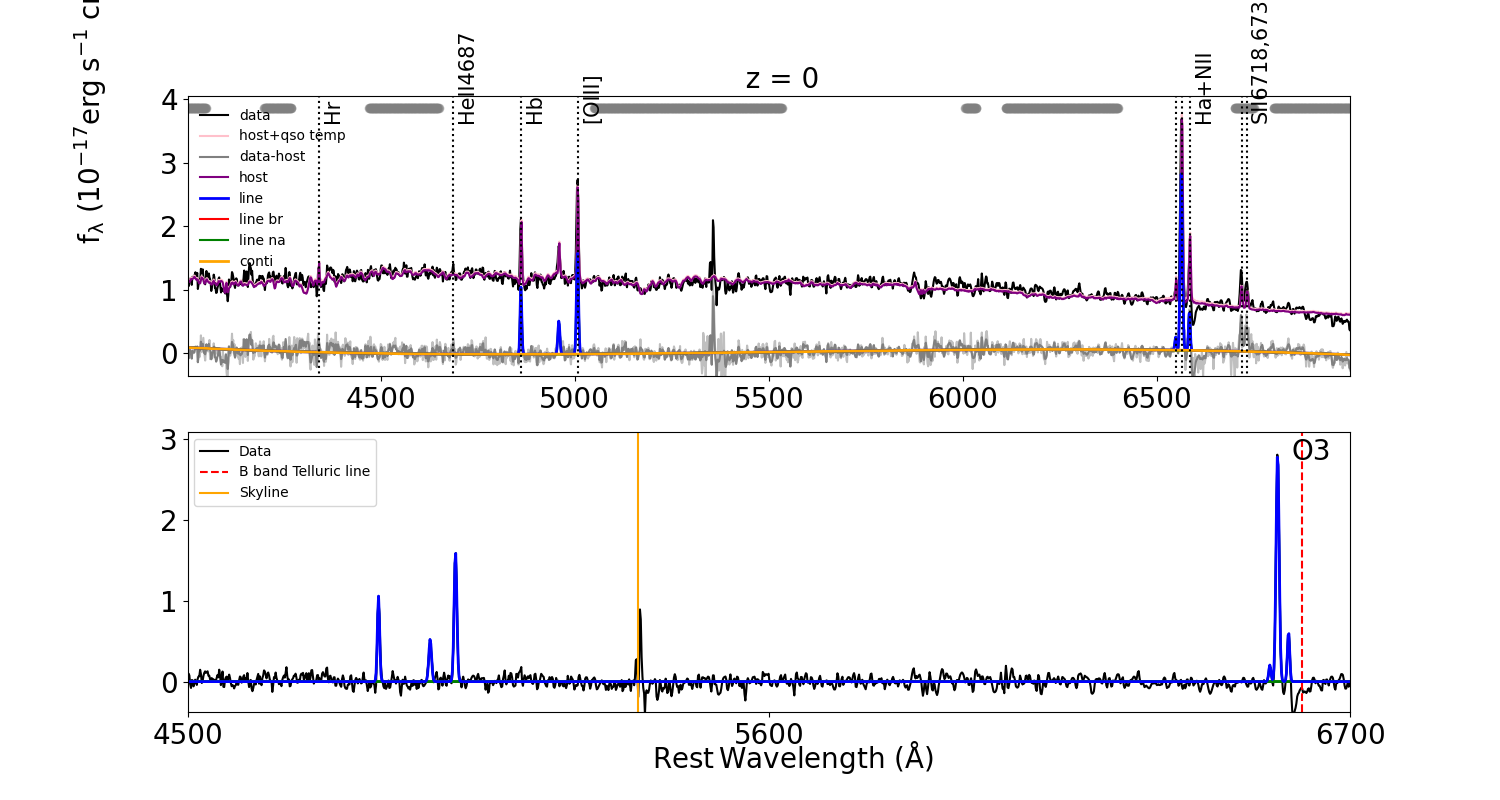 z = 0
f_λ (10^−17 erg s^−1
4
3
2
1
0
Hr
HeII4687
Hb
[OIII]
Ha+NII
SII6718,673
data
host+qso temp
data-host
host
line
line br
line na
conti
4500 5000 5500 6000 6500
3
2
1
0
Data
B band Telluric line
Skyline
O3
4500 5600 6700
Rest Wavelength (Å)